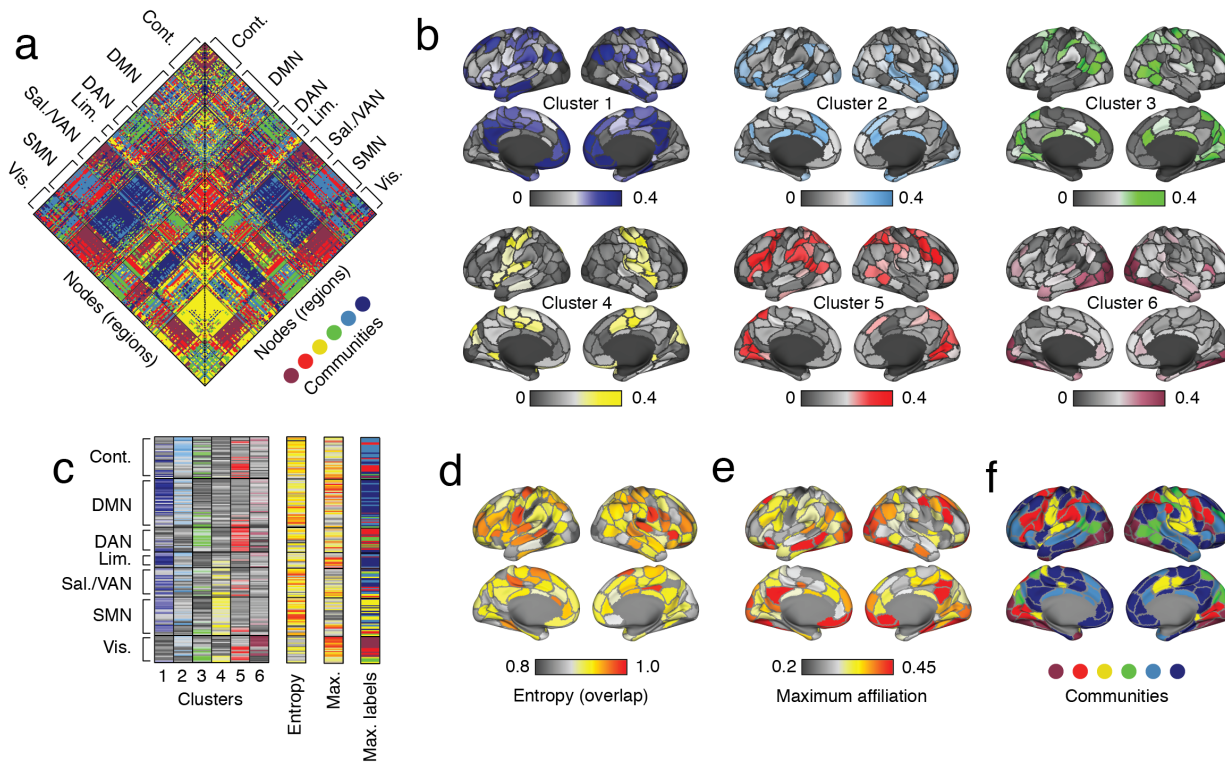 a
Cont.
DMN
DAN
Lim.
Sal./VAN
SMN
Vis.
Cont.
DMN
DAN
Lim.
Sal./VAN
SMN
Vis.
Nodes (regions)
Nodes (regions)
Communities
b
Cluster 1
0 0.4
Cluster 2
0 0.4
Cluster 3
0 0.4
Cluster 4
0 0.4
Cluster 5
0 0.4
Cluster 6
0 0.4
c
Cont.
DMN
DAN
Lim.
Sal./VAN
SMN
Vis.
1 2 3 4 5 6
Clusters
Entropy
Max.
Max. labels
d
0.8 1.0
Entropy (overlap)
e
0.2 0.45
Maximum affiliation
f
Communities